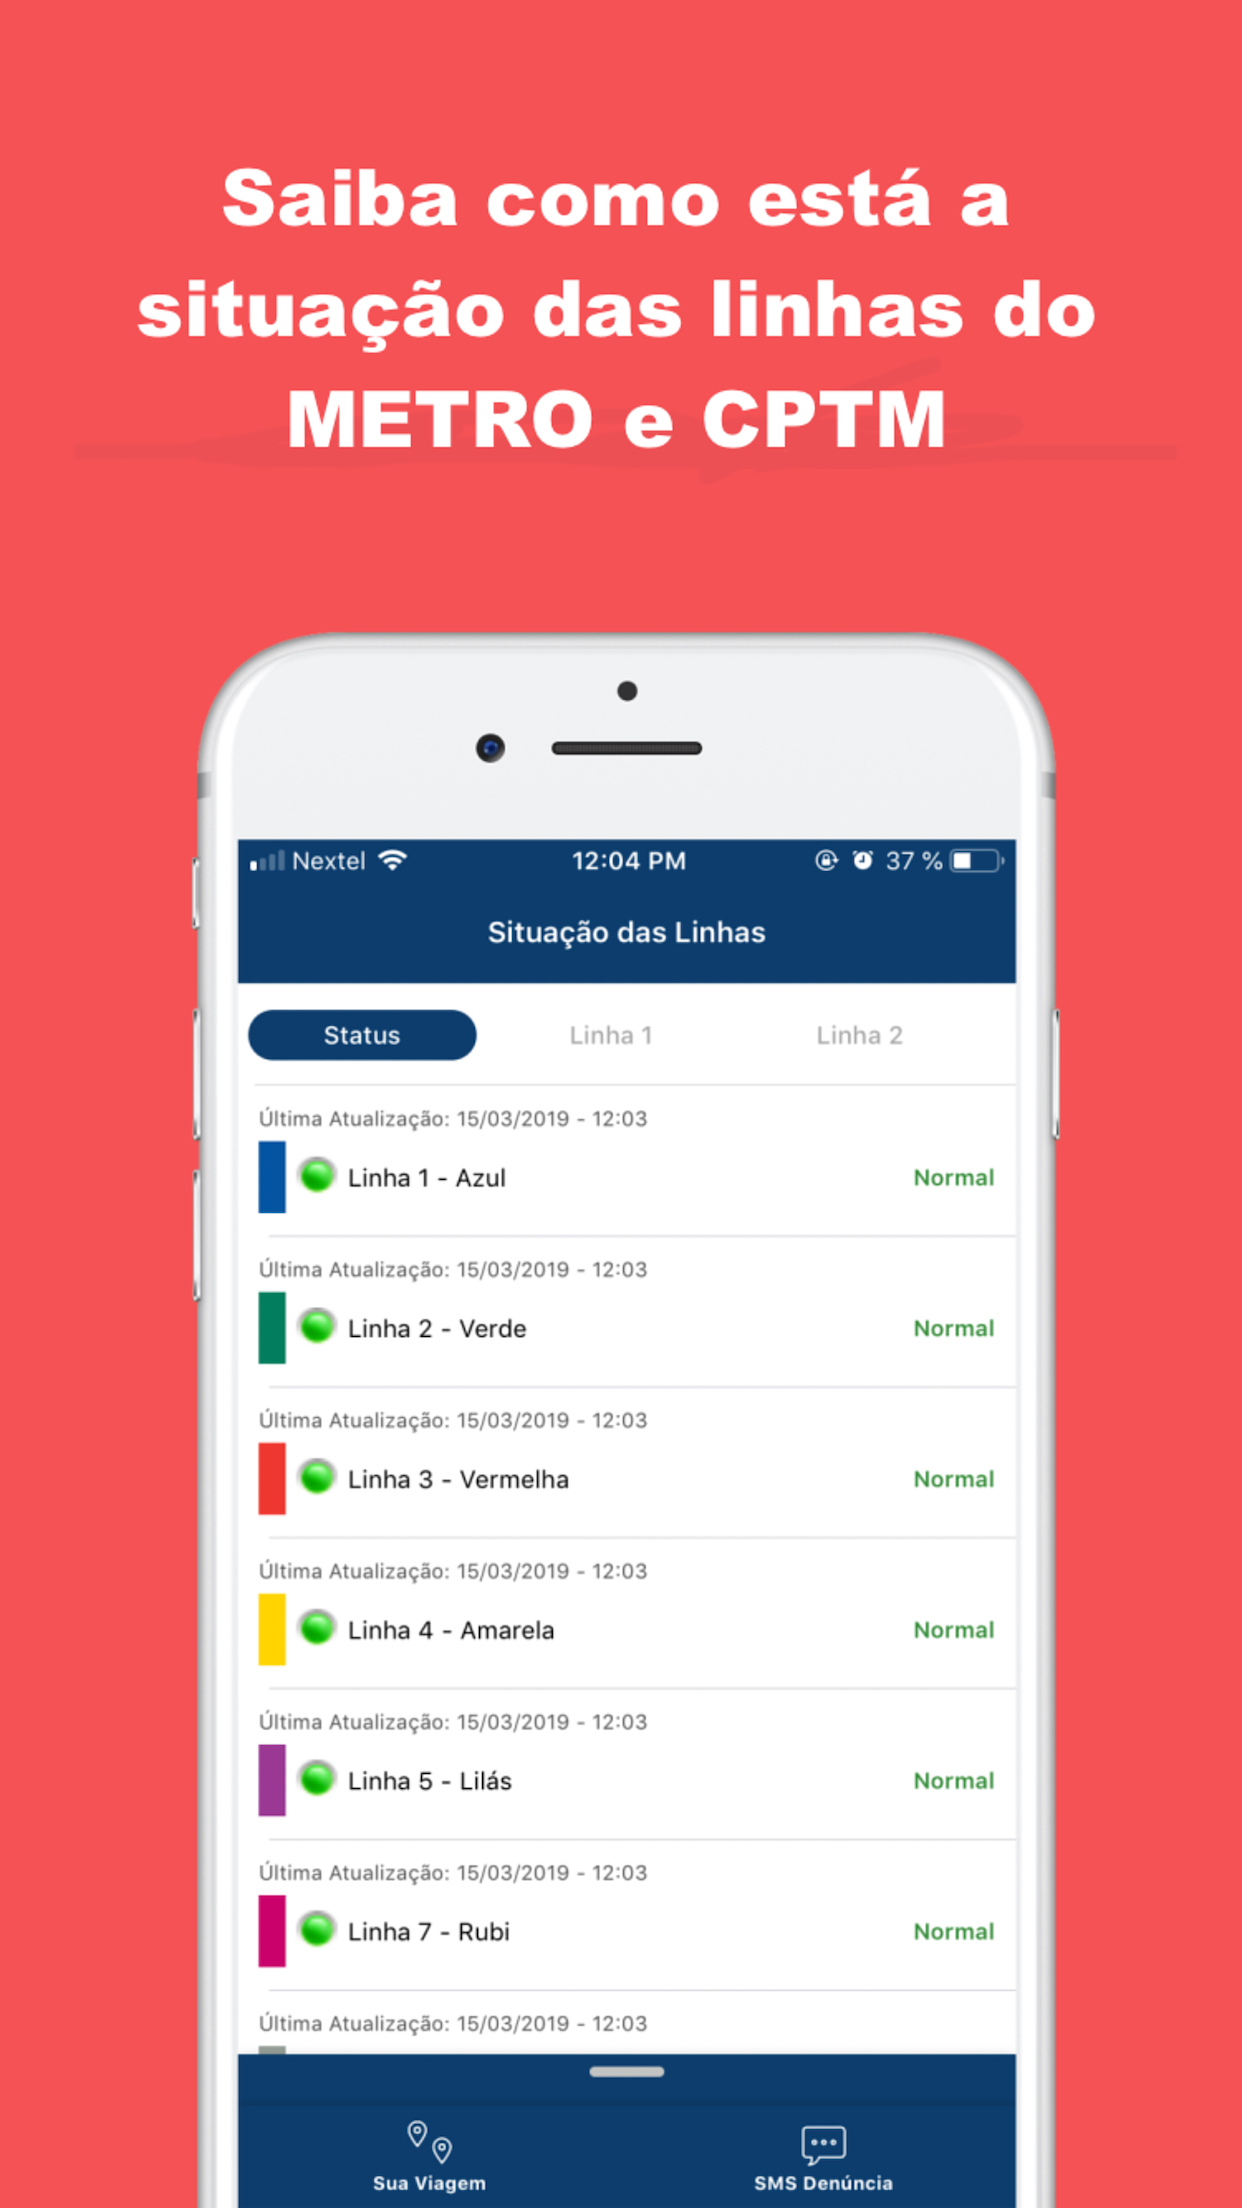 Saiba como está a
situação das linhas do
METRO e CPTM
Nextel 12:04 PM 37 %
Situação das Linhas
Status Linha 1 Linha 2
Última Atualização: 15/03/2019 - 12:03
Linha 1 - Azul Normal
Última Atualização: 15/03/2019 - 12:03
Linha 2 - Verde Normal
Última Atualização: 15/03/2019 - 12:03
Linha 3 - Vermelha Normal
Última Atualização: 15/03/2019 - 12:03
Linha 4 - Amarela Normal
Última Atualização: 15/03/2019 - 12:03
Linha 5 - Lilás Normal
Última Atualização: 15/03/2019 - 12:03
Linha 7 - Rubi Normal
Última Atualização: 15/03/2019 - 12:03
Sua Viagem SMS Denúncia